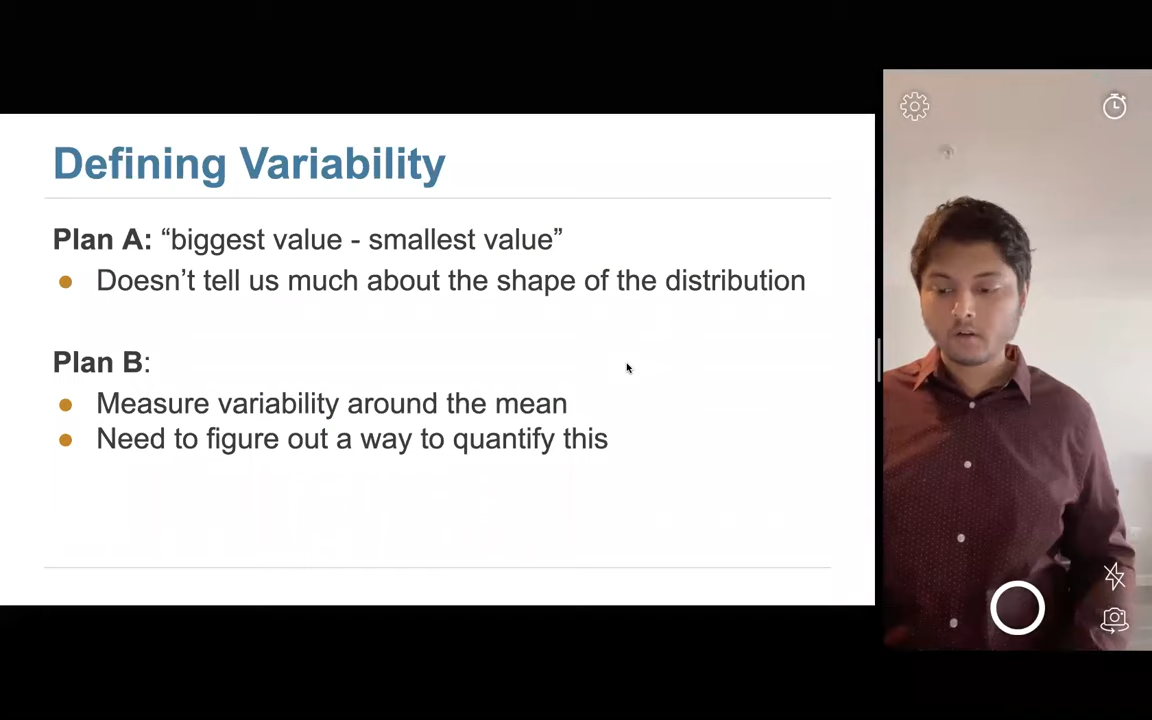 Defining Variability
Plan A: “biggest value - smallest value”
● Doesn’t tell us much about the shape of the distribution
Plan B:
● Measure variability around the mean
● Need to figure out a way to quantify this